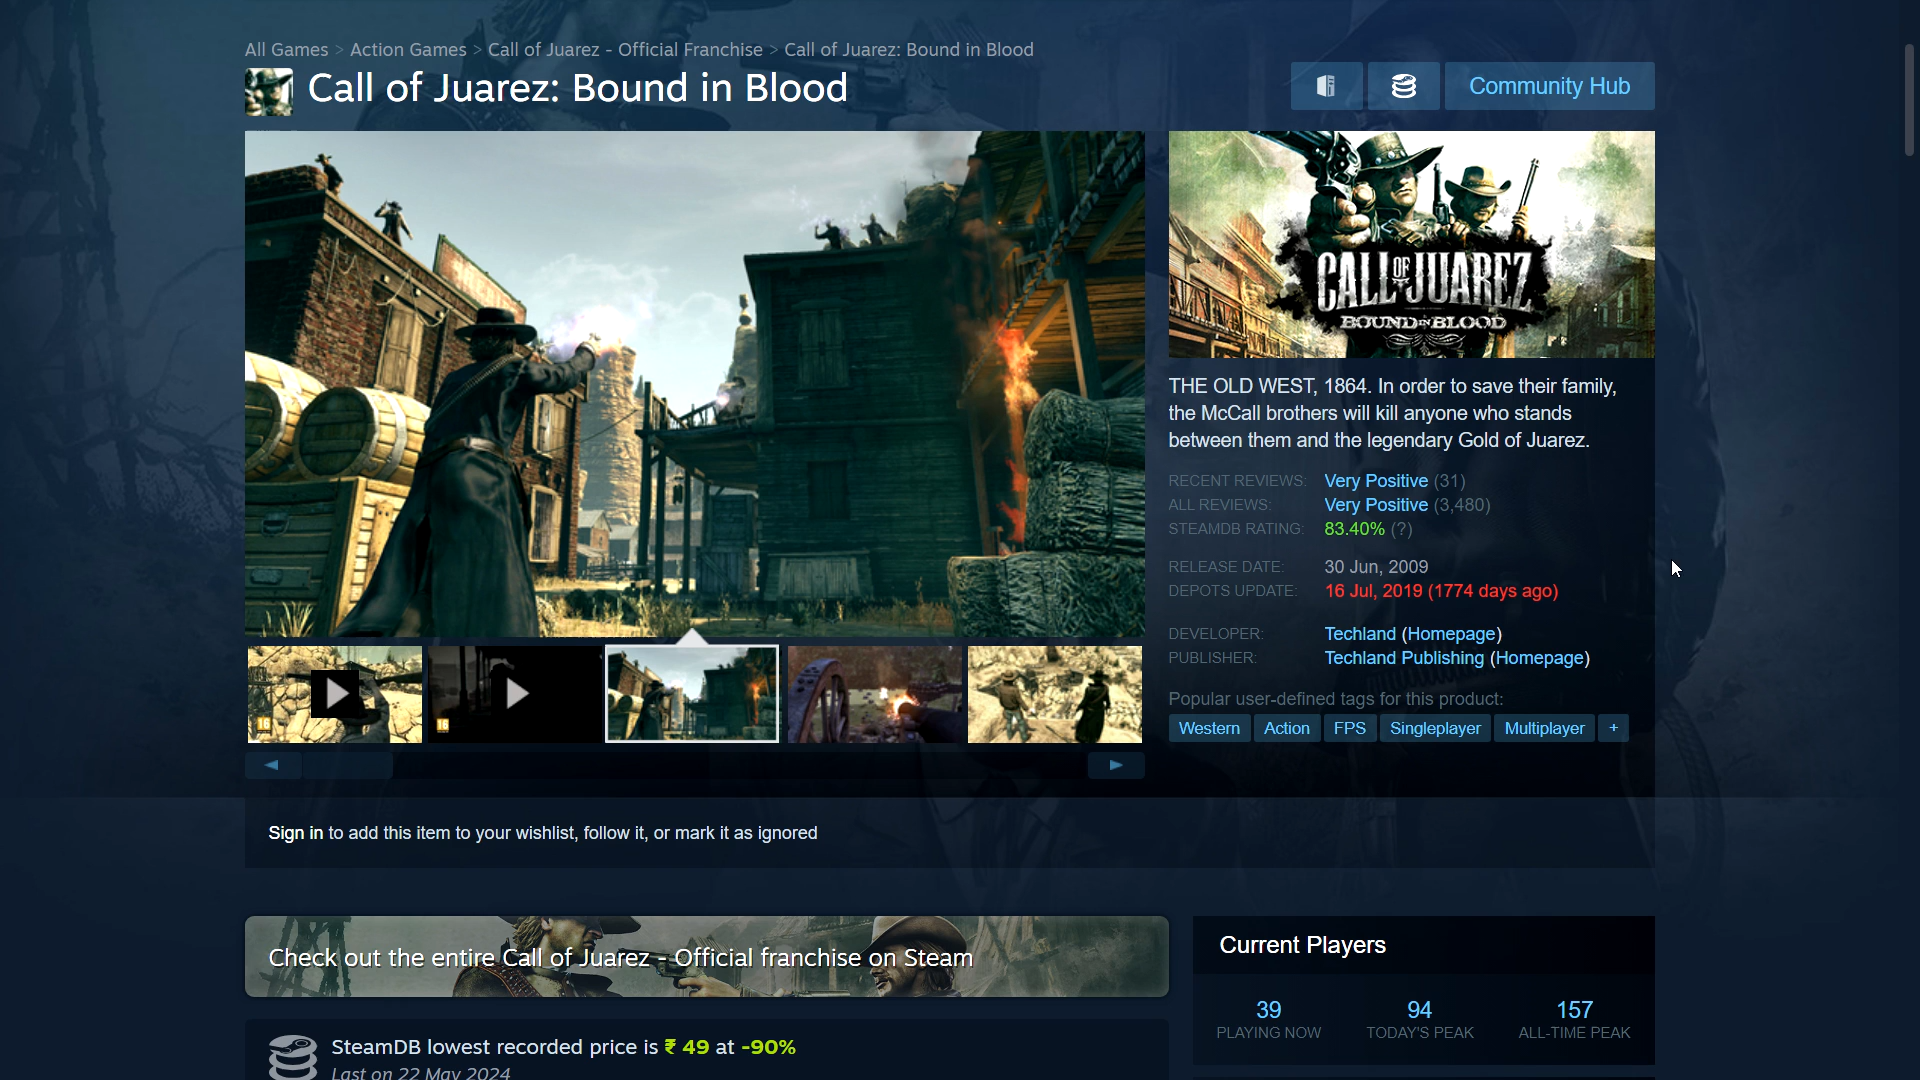 All Games > Action Games > Call of Juarez - Official Franchise > Call of Juarez: Bound in Blood
Call of Juarez: Bound in Blood
Community Hub
CALL OF JUAREZ
BOUND IN BLOOD
THE OLD WEST, 1864. In order to save their family,
the McCall brothers will kill anyone who stands
between them and the legendary Gold of Juarez.
RECENT REVIEWS: Very Positive (31)
ALL REVIEWS: Very Positive (3,480)
STEAMDB RATING: 83.40% (?)
RELEASE DATE: 30 Jun, 2009
DEPOTS UPDATE: 16 Jul, 2019 (1774 days ago)
DEVELOPER: Techland (Homepage)
PUBLISHER: Techland Publishing (Homepage)
Popular user-defined tags for this product:
Western Action FPS Singleplayer Multiplayer +
16
16
Sign in to add this item to your wishlist, follow it, or mark it as ignored
Check out the entire Call of Juarez - Official franchise on Steam
SteamDB lowest recorded price is ₹ 49 at -90%
Last on 22 May 2024
Current Players
39 94 157
PLAYING NOW TODAY'S PEAK ALL-TIME PEAK